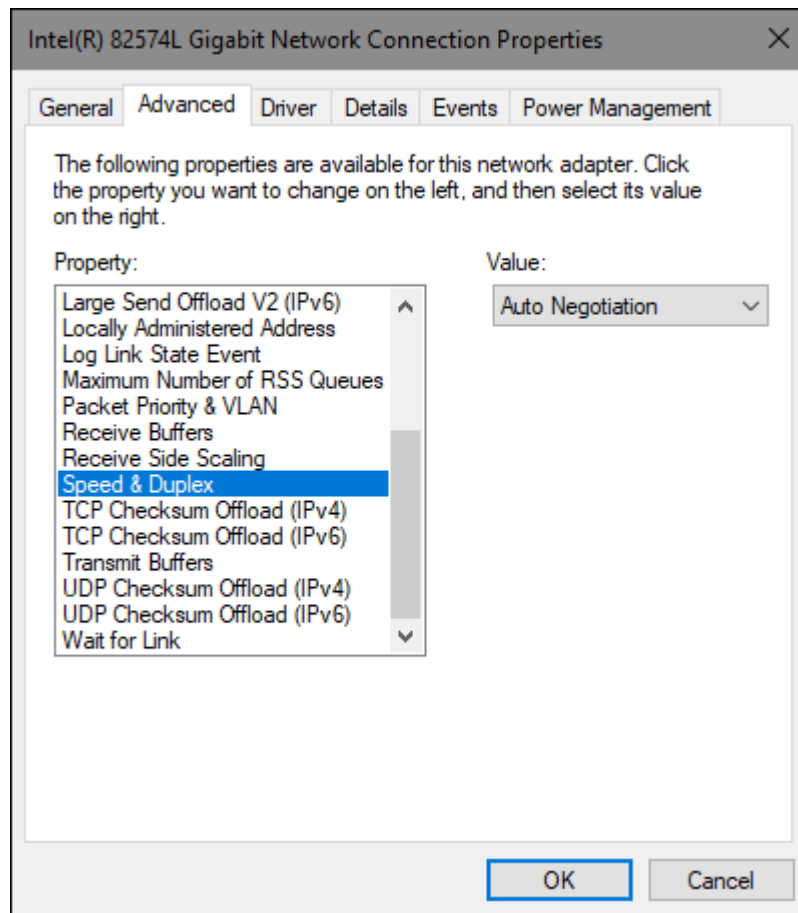 Intel(R) 82574L Gigabit Network Connection Properties
General Advanced Driver Details Events Power Management
The following properties are available for this network adapter. Click
the property you want to change on the left, and then select its value
on the right.
Property:
Large Send Offload V2 (IPv6)
Locally Administered Address
Log Link State Event
Maximum Number of RSS Queues
Packet Priority & VLAN
Receive Buffers
Receive Side Scaling
Speed & Duplex
TCP Checksum Offload (IPv4)
TCP Checksum Offload (IPv6)
Transmit Buffers
UDP Checksum Offload (IPv4)
UDP Checksum Offload (IPv6)
Wait for Link
Value:
Auto Negotiation
OK Cancel